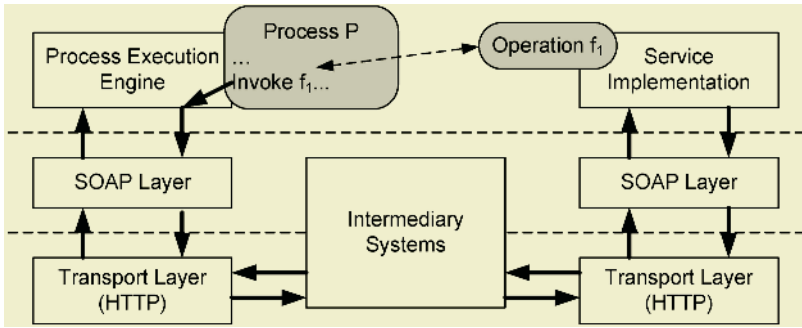 Process P
Process Execution
Engine
...
Invoke f1...
Operation f1
Service
Implementation
SOAP Layer
Intermediary
Systems
SOAP Layer
Transport Layer
(HTTP)
Transport Layer
(HTTP)